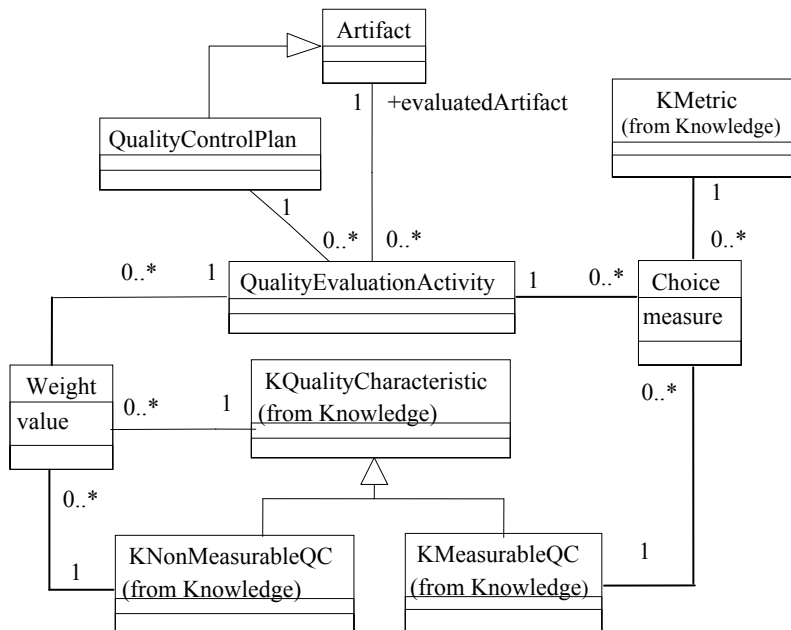 Artifact
1
+evaluatedArtifact
KMetric
(from Knowledge)
QualityControlPlan
1
1
0..*
0..*
0..*
0..*
1
QualityEvaluationActivity
1
0..*
Choice
measure
Weight
value
0..*
1
KQualityCharacteristic
(from Knowledge)
0..*
0..*
1
KNonMeasurableQC
(from Knowledge)
KMeasurableQC
(from Knowledge)
1